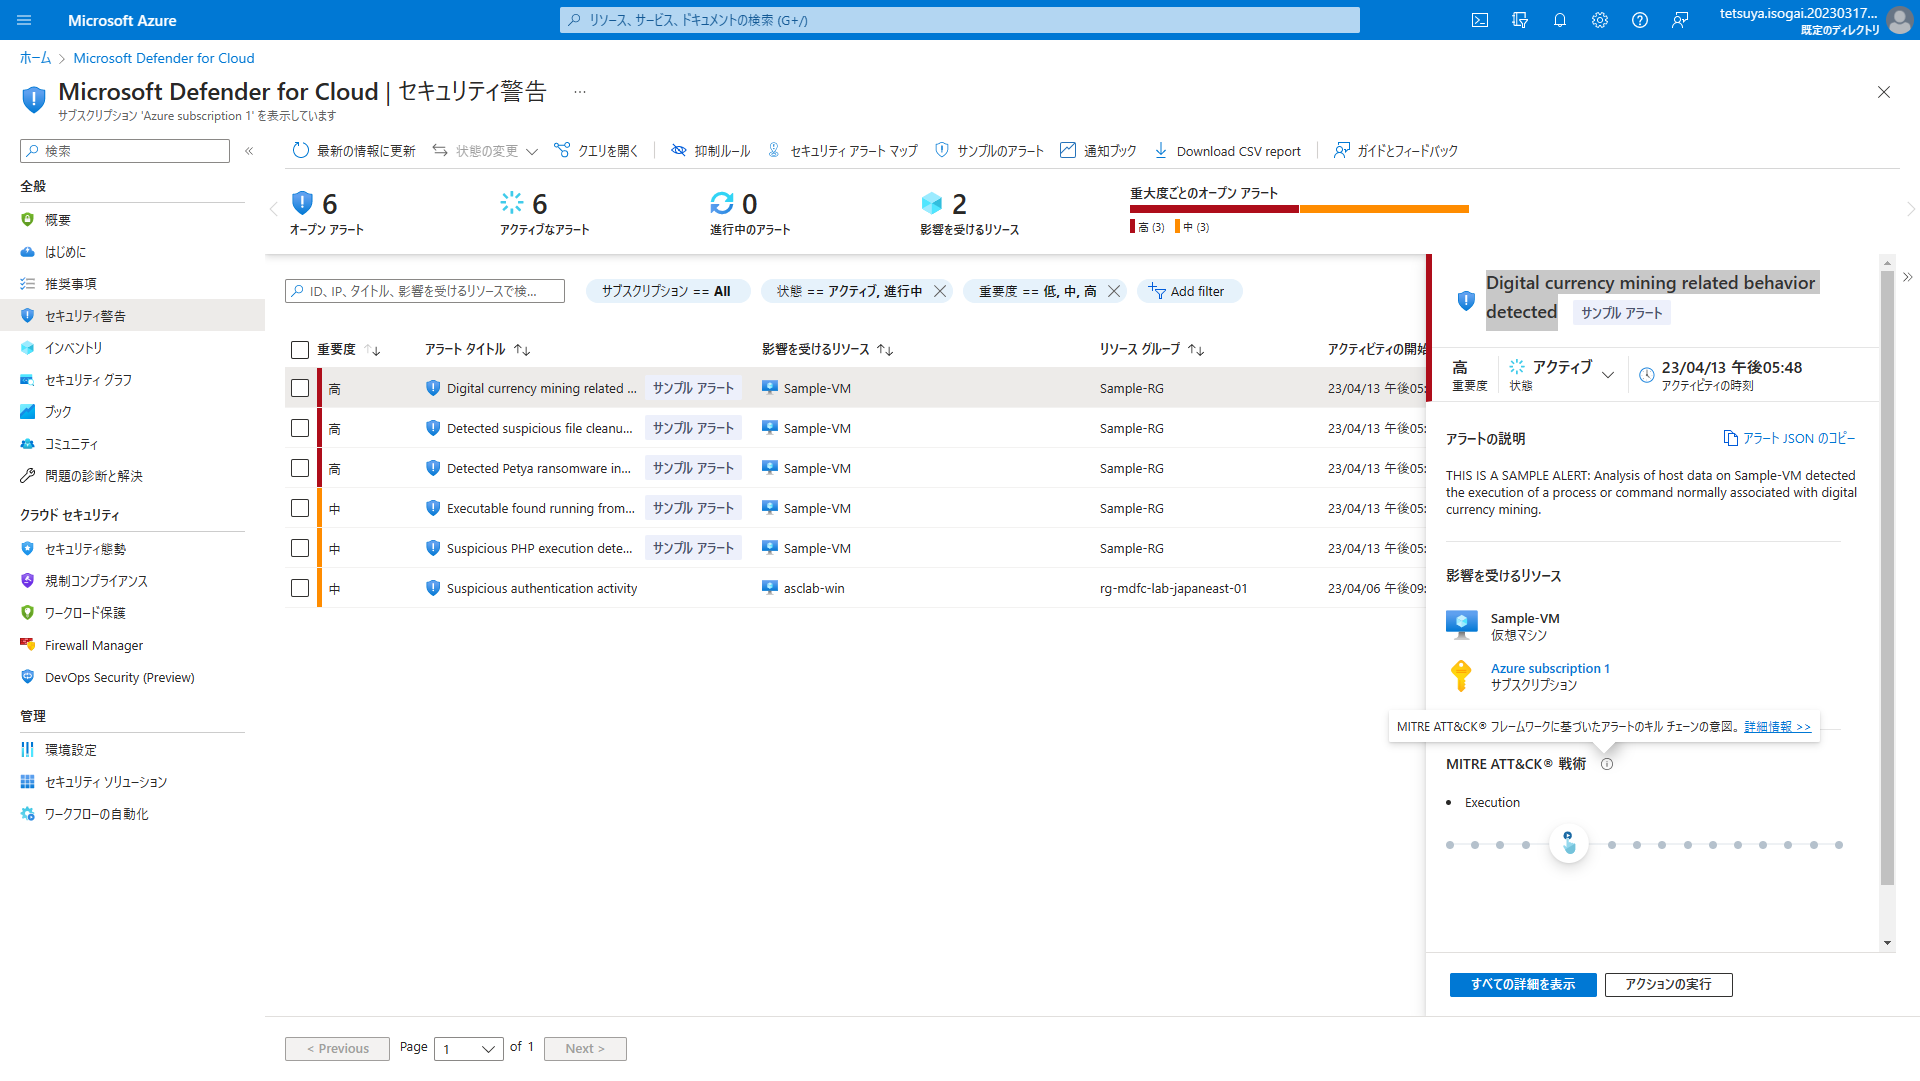 Microsoft Azure
リソース、サービス、ドキュメントの検索 (G+/)
tetsuya.isogai.20230317...
既定のディレクトリ
ホーム > Microsoft Defender for Cloud
Microsoft Defender for Cloud | セキュリティ警告 ...
サブスクリプション 'Azure subscription 1' を表示しています
検索
«
最新の情報に更新
状態の変更
クエリを開く
抑制ルール
セキュリティ アラート マップ
サンプルのアラート
通知ブック
Download CSV report
ガイドとフィードバック
全般
概要
はじめに
推奨事項
セキュリティ警告
インベントリ
セキュリティ グラフ
ブック
コミュニティ
問題の診断と解決
クラウド セキュリティ
セキュリティ態勢
規制コンプライアンス
ワークロード保護
Firewall Manager
DevOps Security (Preview)
管理
環境設定
セキュリティ ソリューション
ワークフローの自動化
6
オープン アラート
6
アクティブなアラート
0
進行中のアラート
2
影響を受けるリソース
重大度ごとのオープン アラート
高 (3) 中 (3)
ID、IP、タイトル、影響を受けるリソースで検...
サブスクリプション == All
状態 == アクティブ, 進行中
重要度 == 低, 中, 高
Add filter
重要度 ↑↓ アラート タイトル ↑↓ 影響を受けるリソース ↑↓ リソース グループ ↑↓ アクティビティの開始
高 Digital currency mining related ... サンプル アラート Sample-VM Sample-RG 23/04/13 午後05:
高 Detected suspicious file cleanu... サンプル アラート Sample-VM Sample-RG 23/04/13 午後05:
高 Detected Petya ransomware in... サンプル アラート Sample-VM Sample-RG 23/04/13 午後05:
中 Executable found running from... サンプル アラート Sample-VM Sample-RG 23/04/13 午後05:
中 Suspicious PHP execution dete... サンプル アラート Sample-VM Sample-RG 23/04/13 午後05:
中 Suspicious authentication activity asclab-win rg-mdfc-lab-japaneast-01 23/04/06 午後09:
< Previous Page 1 of 1 Next >
»
Digital currency mining related behavior
detected サンプル アラート
高
重要度
アクティブ
状態
23/04/13 午後05:48
アクティビティの時刻
アラートの説明
アラート JSON のコピー
THIS IS A SAMPLE ALERT: Analysis of host data on Sample-VM detected
the execution of a process or command normally associated with digital
currency mining.
影響を受けるリソース
Sample-VM
仮想マシン
Azure subscription 1
サブスクリプション
MITRE ATT&CK® フレームワークに基づいたアラートのキル チェーンの意図。 詳細情報 >>
MITRE ATT&CK® 戦術
• Execution
すべての詳細を表示
アクションの実行